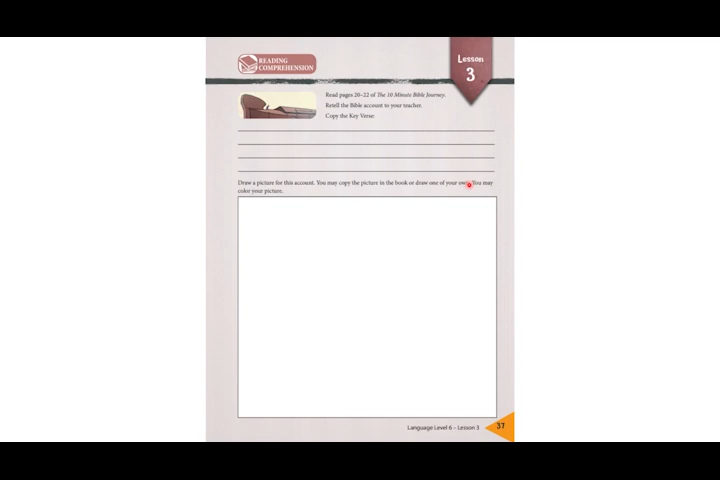 READING
COMPREHENSION
Lesson
3
Read pages 20–22 of The 10 Minute Bible Journey.
Retell the Bible account to your teacher.
Copy the Key Verse:
Draw a picture for this account. You may copy the picture in the book or draw one of your own. You may
color your picture.
Language Level 6 – Lesson 3
37